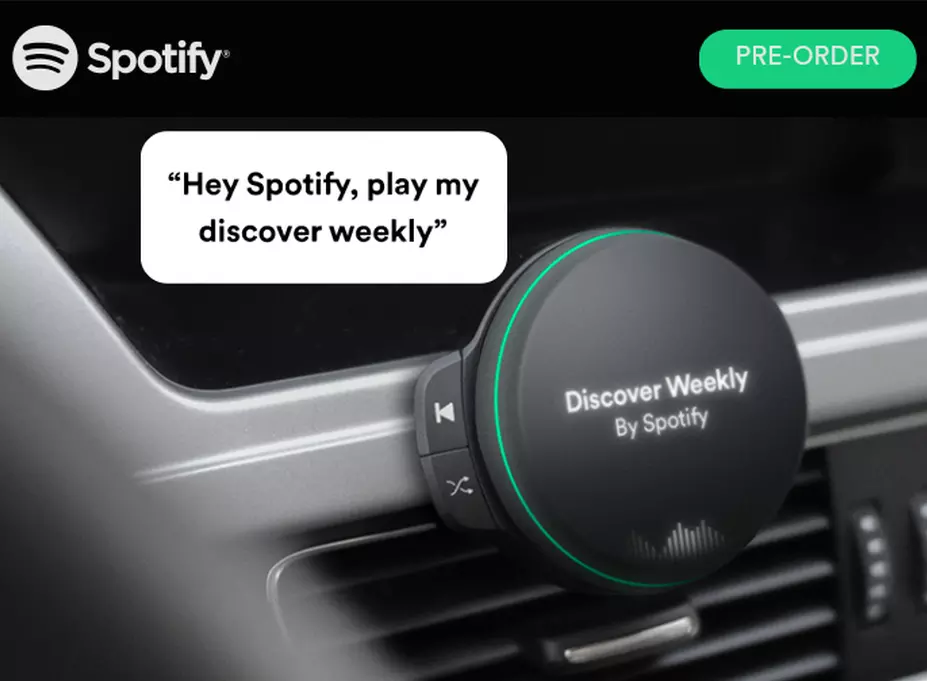 Spotify®
PRE-ORDER
“Hey Spotify, play my
discover weekly”
Discover Weekly
By Spotify